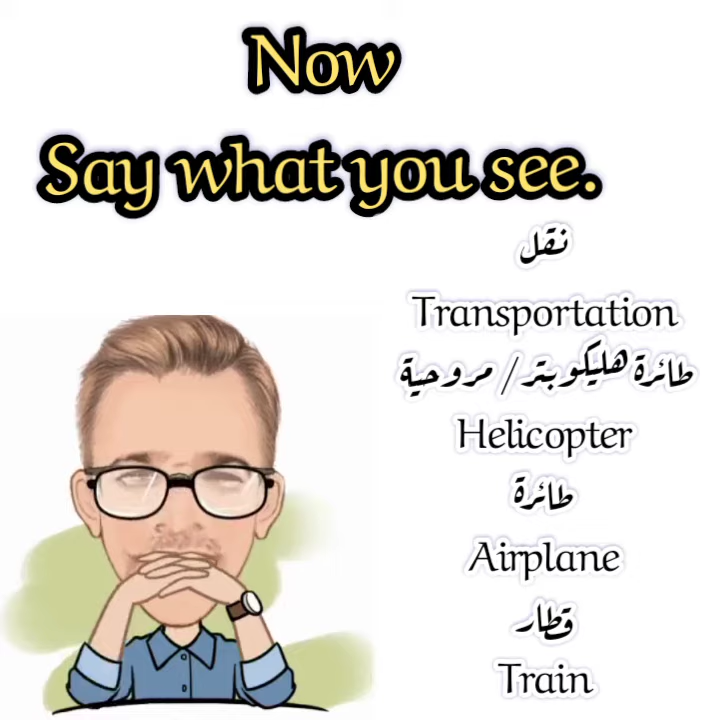 Now
Say what you see.
نقل
Transportation
طائرة هليكوبتر / مروحية
Helicopter
طائرة
Airplane
قطار
Train